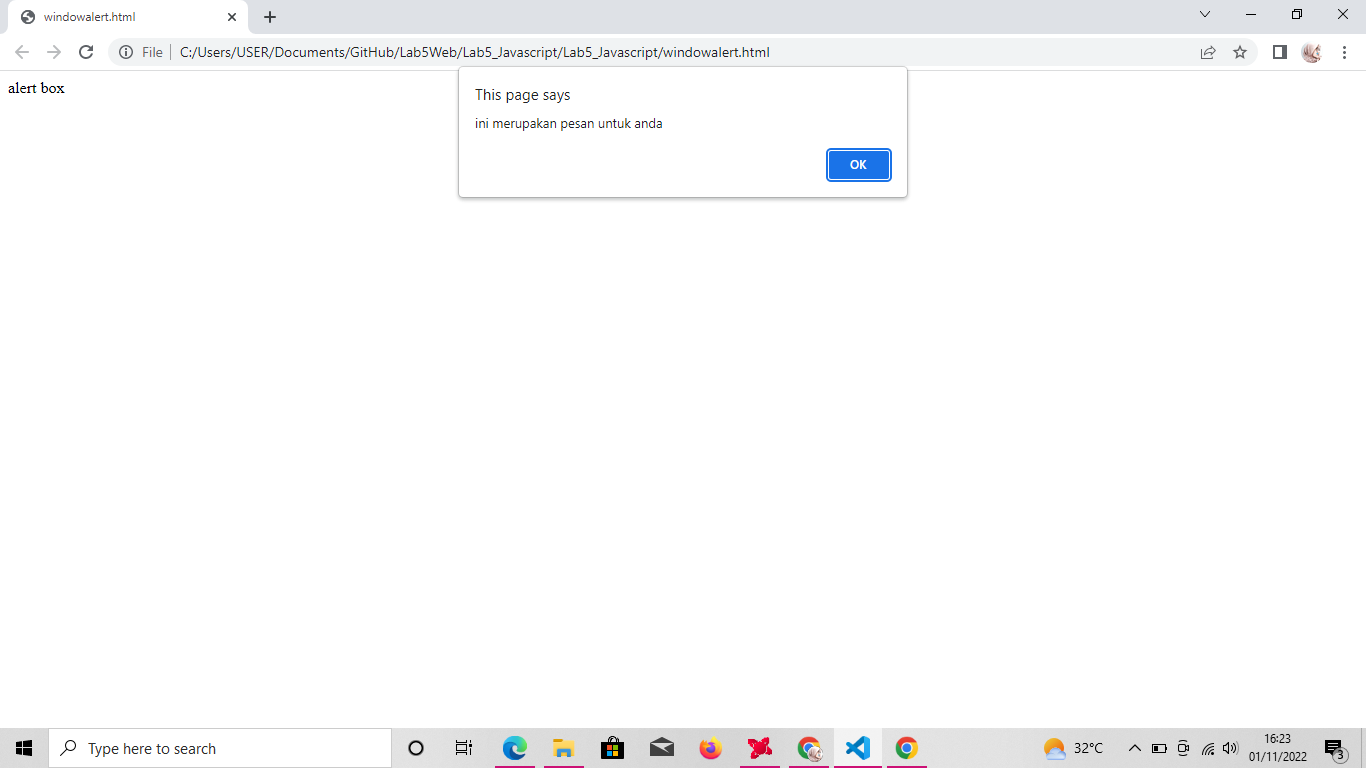 windowalert.html
File
C:/Users/USER/Documents/GitHub/Lab5Web/Lab5_Javascript/Lab5_Javascript/windowalert.html
alert box
This page says
ini merupakan pesan untuk anda
OK
Type here to search
32°C
16:23
01/11/2022
3